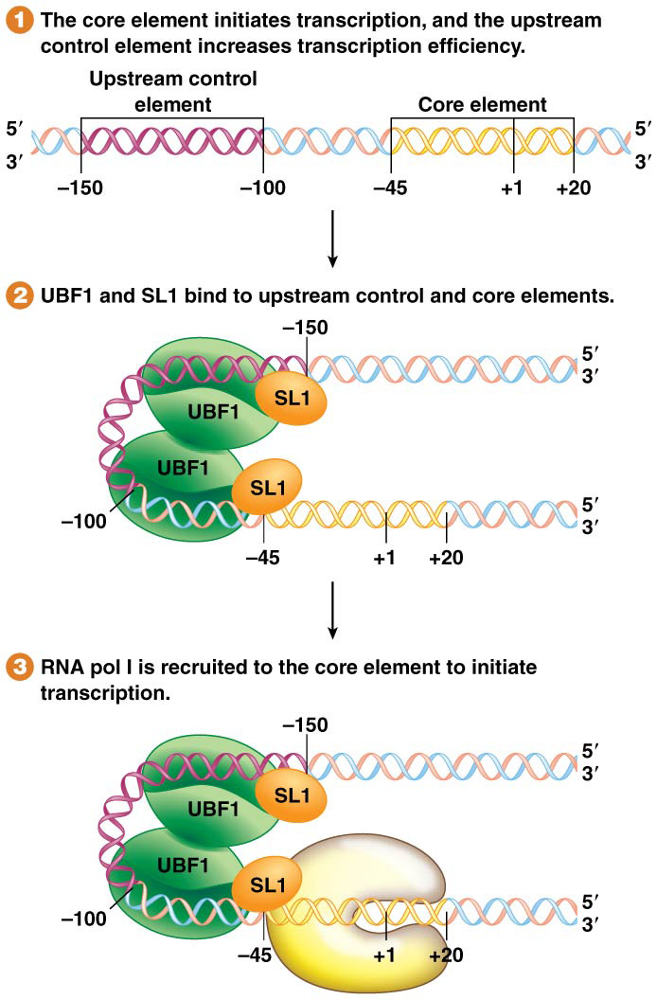 1 The core element initiates transcription, and the upstream
control element increases transcription efficiency.
Upstream control
element
Core element
5′
3′
5′
3′
–150
–100
–45
+1
+20
2 UBF1 and SL1 bind to upstream control and core elements.
–150
5′
3′
SL1
UBF1
UBF1
SL1
–100
5′
3′
–45
+1
+20
3 RNA pol I is recruited to the core element to initiate
transcription.
–150
5′
3′
SL1
UBF1
UBF1
SL1
–100
5′
3′
–45
+1
+20